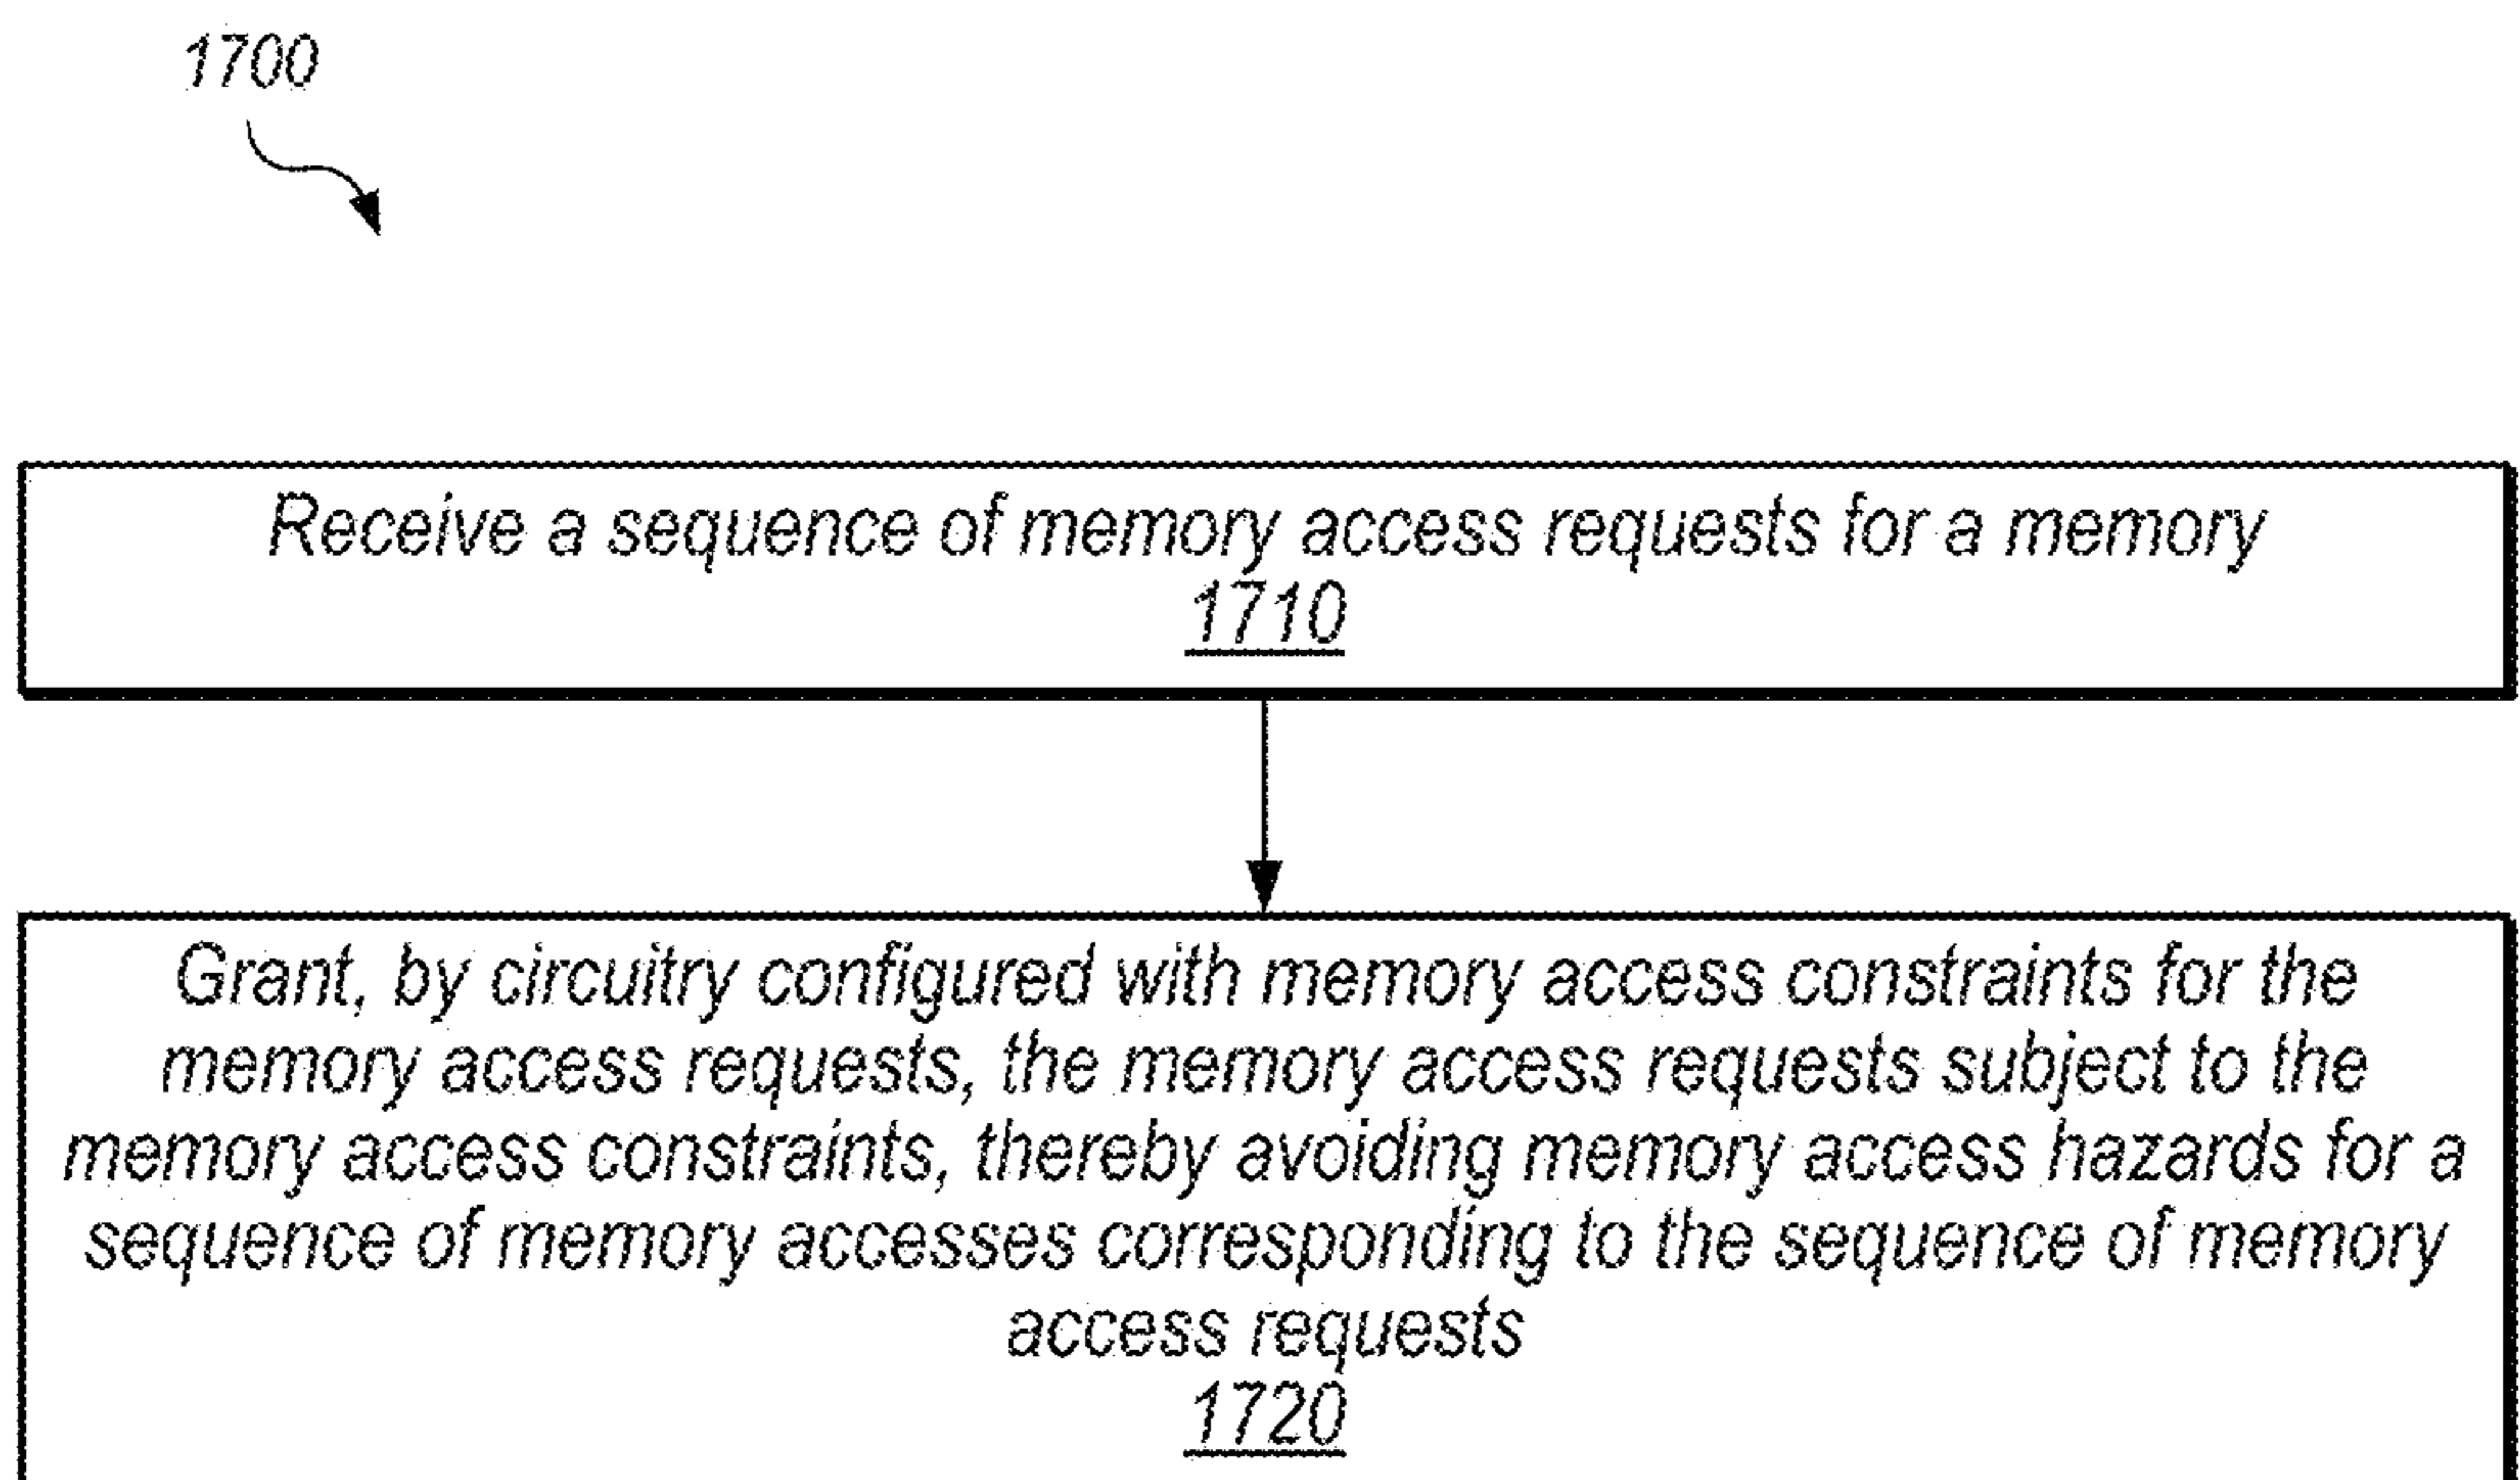 1700
Receive a sequence of memory access requests for a memory
1710
Grant, by circuitry configured with memory access constraints for the
memory access requests, the memory access requests subject to the
memory access constraints, thereby avoiding memory access hazards for a
sequence of memory accesses corresponding to the sequence of memory
access requests
1720